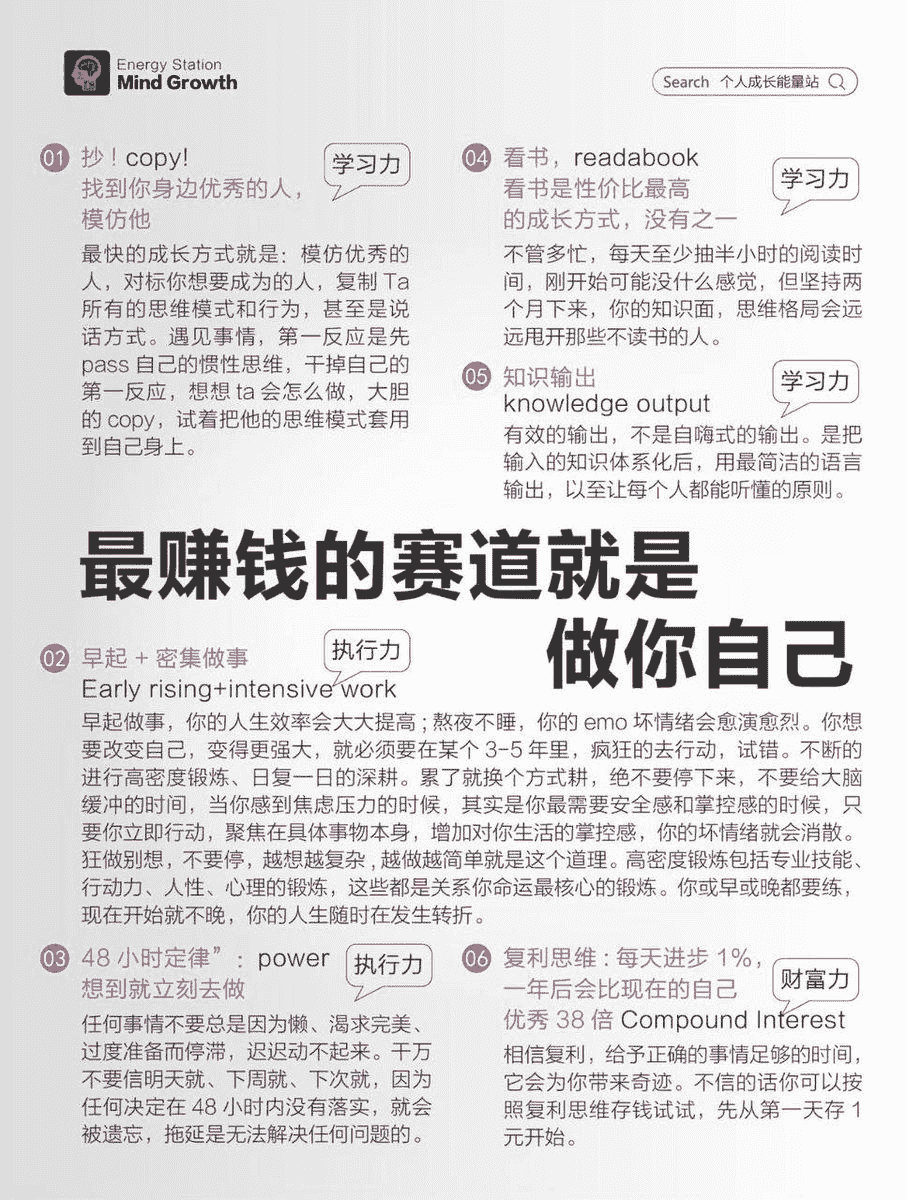 Energy Station
Mind Growth
Search 个人成长能量站
01 抄！copy!
找到你身边优秀的人，
模仿他
学习力
最快的成长方式就是：模仿优秀的
人，对标你想要成为的人，复制 Ta
所有的思维模式和行为，甚至是说
话方式。遇见事情，第一反应是先
pass 自己的惯性思维，干掉自己的
第一反应，想想 ta 会怎么做，大胆
的 copy，试着把他的思维模式套用
到自己身上。
04 看书，readabook
看书是性价比最高
的成长方式，没有之一
学习力
不管多忙，每天至少抽半小时的阅读时
间，刚开始可能没什么感觉，但坚持两
个月下来，你的知识面，思维格局会远
远甩开那些不读书的人。
05 知识输出
knowledge output
学习力
有效的输出，不是自嗨式的输出。是把
输入的知识体系化后，用最简洁的语言
输出，以至让每个人都能听懂的原则。
最赚钱的赛道就是
做你自己
02 早起 + 密集做事
Early rising+intensive work
执行力
早起做事，你的人生效率会大大提高；熬夜不睡，你的 emo 坏情绪会愈演愈烈。你想
要改变自己，变得更强大，就必须要在某个 3-5 年里，疯狂的去行动，试错。不断的
进行高密度锻炼、日复一日的深耕。累了就换个方式耕，绝不要停下来，不要给大脑
缓冲的时间，当你感到焦虑压力的时候，其实是你最需要安全感和掌控感的时候，只
要你立即行动，聚焦在具体事物本身，增加对你生活的掌控感，你的坏情绪就会消散。
狂做别想，不要停，越想越复杂，越做越简单就是这个道理。高密度锻炼包括专业技能、
行动力、人性、心理的锻炼，这些都是关系你命运最核心的锻炼。你或早或晚都要练，
现在开始就不晚，你的人生随时在发生转折。
03 48 小时定律”：power
想到就立刻去做
执行力
任何事情不要总是因为懒、渴求完美、
过度准备而停滞，迟迟动不起来。千万
不要信明天就、下周就、下次就，因为
任何决定在 48 小时内没有落实，就会
被遗忘，拖延是无法解决任何问题的。
06 复利思维：每天进步 1%，
一年后会比现在的自己
优秀 38 倍 Compound Interest
财富力
相信复利，给予正确的事情足够的时间，
它会为你带来奇迹。不信的话你可以按
照复利思维存钱试试，先从第一天存 1
元开始。